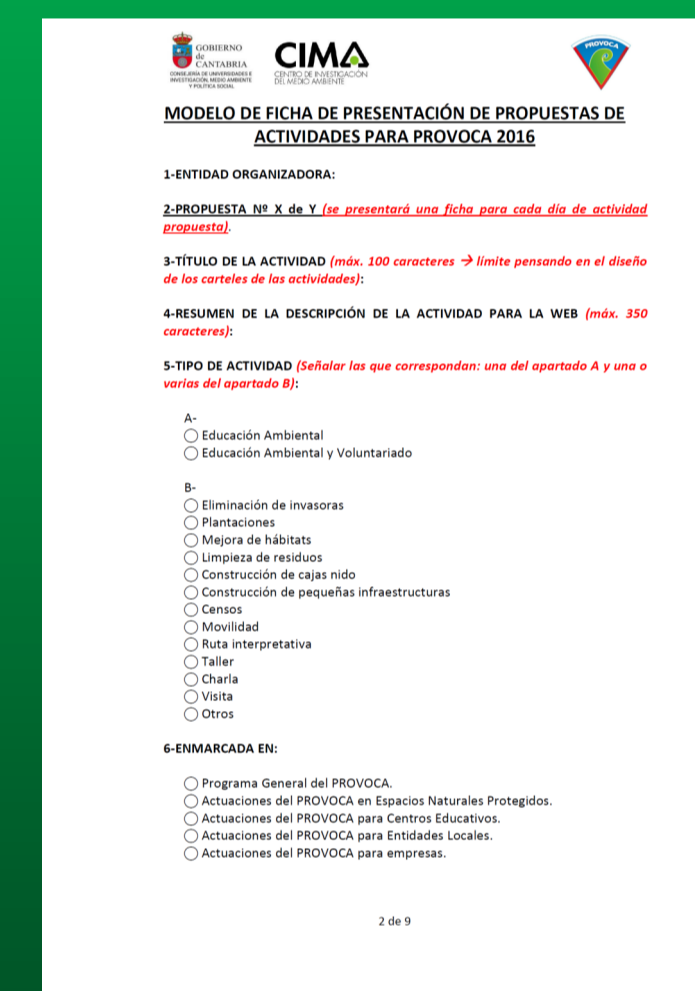 GOBIERNO
de
CANTABRIA
CONSEJERÍA DE UNIVERSIDADES E
INVESTIGACIÓN, MEDIO AMBIENTE
Y POLÍTICA SOCIAL
CIMA
CENTRO DE INVESTIGACIÓN
DEL MEDIO AMBIENTE
PROVOCA
MODELO DE FICHA DE PRESENTACIÓN DE PROPUESTAS DE
ACTIVIDADES PARA PROVOCA 2016
1-ENTIDAD ORGANIZADORA:
2-PROPUESTA Nº X de Y (se presentará una ficha para cada día de actividad
propuesta).
3-TÍTULO DE LA ACTIVIDAD (máx. 100 caracteres → límite pensando en el diseño
de los carteles de las actividades):
4-RESUMEN DE LA DESCRIPCIÓN DE LA ACTIVIDAD PARA LA WEB (máx. 350
caracteres):
5-TIPO DE ACTIVIDAD (Señalar las que correspondan: una del apartado A y una o
varias del apartado B):
A-
Educación Ambiental
Educación Ambiental y Voluntariado
B-
Eliminación de invasoras
Plantaciones
Mejora de hábitats
Limpieza de residuos
Construcción de cajas nido
Construcción de pequeñas infraestructuras
Censos
Movilidad
Ruta interpretativa
Taller
Charla
Visita
Otros
6-ENMARCADA EN:
Programa General del PROVOCA.
Actuaciones del PROVOCA en Espacios Naturales Protegidos.
Actuaciones del PROVOCA para Centros Educativos.
Actuaciones del PROVOCA para Entidades Locales.
Actuaciones del PROVOCA para empresas.
2 de 9